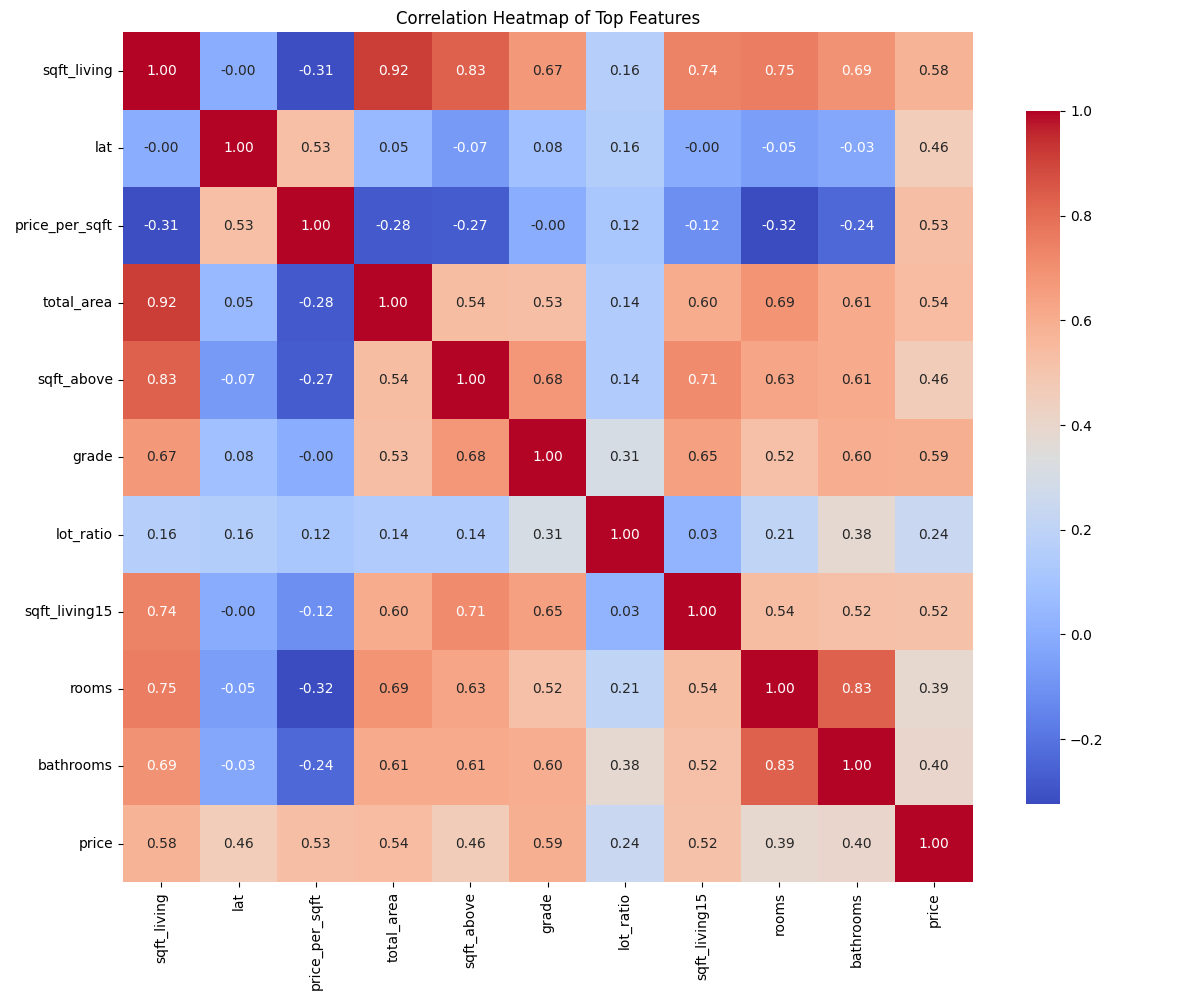 Correlation Heatmap of Top Features
sqft_living 1.00 -0.00 -0.31 0.92 0.83 0.67 0.16 0.74 0.75 0.69 0.58
lat -0.00 1.00 0.53 0.05 -0.07 0.08 0.16 -0.00 -0.05 -0.03 0.46
price_per_sqft -0.31 0.53 1.00 -0.28 -0.27 -0.00 0.12 -0.12 -0.32 -0.24 0.53
total_area 0.92 0.05 -0.28 1.00 0.54 0.53 0.14 0.60 0.69 0.61 0.54
sqft_above 0.83 -0.07 -0.27 0.54 1.00 0.68 0.14 0.71 0.63 0.61 0.46
grade 0.67 0.08 -0.00 0.53 0.68 1.00 0.31 0.65 0.52 0.60 0.59
lot_ratio 0.16 0.16 0.12 0.14 0.14 0.31 1.00 0.03 0.21 0.38 0.24
sqft_living15 0.74 -0.00 -0.12 0.60 0.71 0.65 0.03 1.00 0.54 0.52 0.52
rooms 0.75 -0.05 -0.32 0.69 0.63 0.52 0.21 0.54 1.00 0.83 0.39
bathrooms 0.69 -0.03 -0.24 0.61 0.61 0.60 0.38 0.52 0.83 1.00 0.40
price 0.58 0.46 0.53 0.54 0.46 0.59 0.24 0.52 0.39 0.40 1.00
sqft_living
lat
price_per_sqft
total_area
sqft_above
grade
lot_ratio
sqft_living15
rooms
bathrooms
price
1.0
0.8
0.6
0.4
0.2
0.0
−0.2